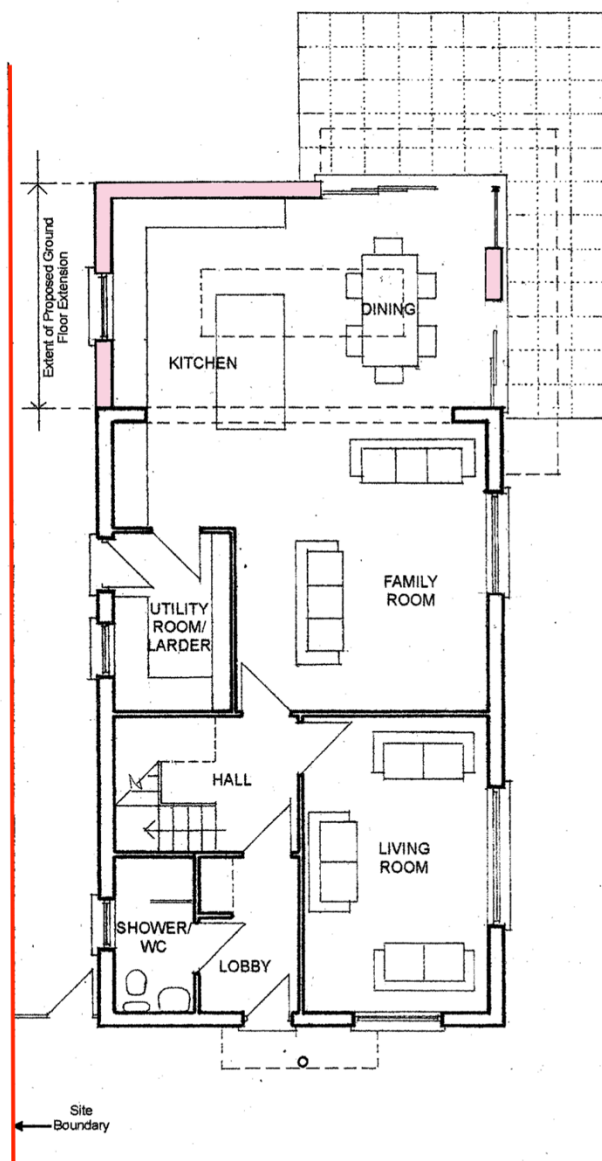 Extent of Proposed Ground
Floor Extension
DINING
KITCHEN
FAMILY
ROOM
UTILITY
ROOM/
LARDER
HALL
LIVING
ROOM
SHOWER/
WC
LOBBY
Site
Boundary